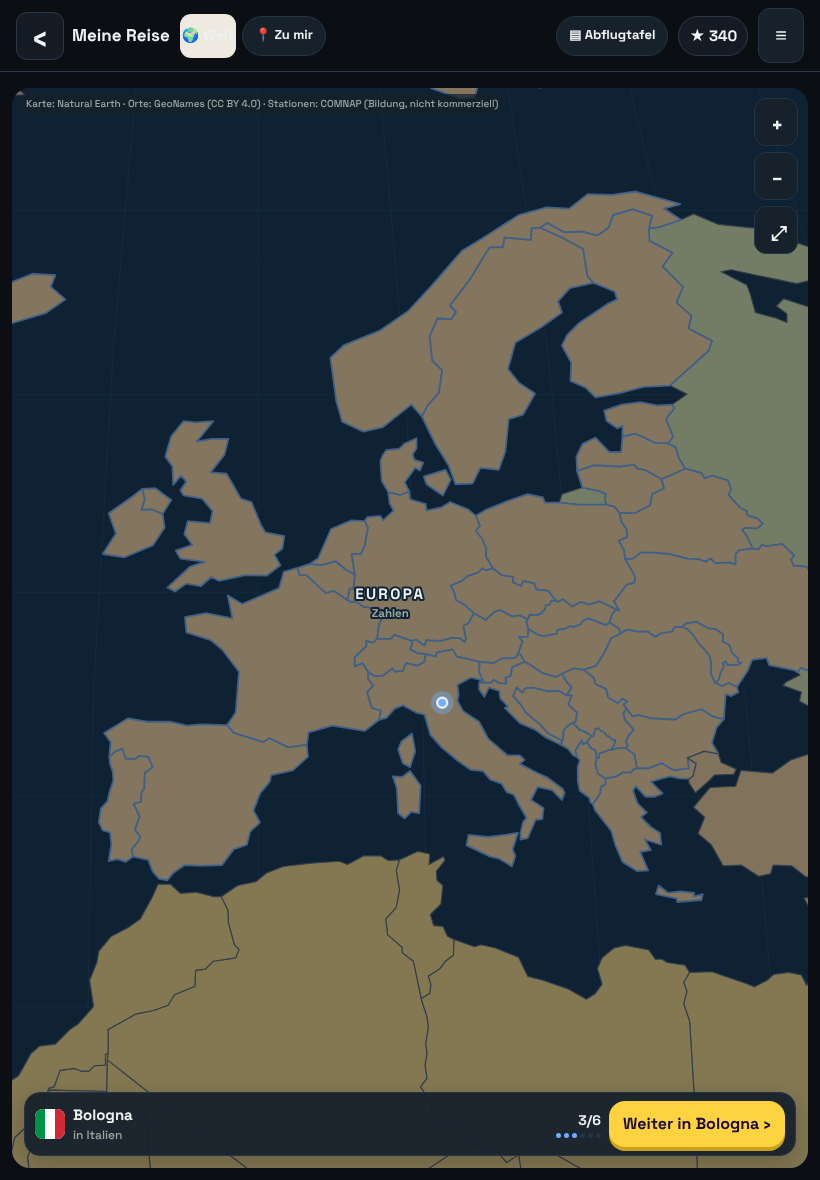 < Meine Reise 🌍 Welt 📍 Zu mir ▤ Abflugtafel ★ 340 ≡
Karte: Natural Earth · Orte: GeoNames (CC BY 4.0) · Stationen: COMNAP (Bildung, nicht kommerziell)
+
−
⤢
EUROPA
Zahlen
Bologna
in Italien
3/6
Weiter in Bologna >